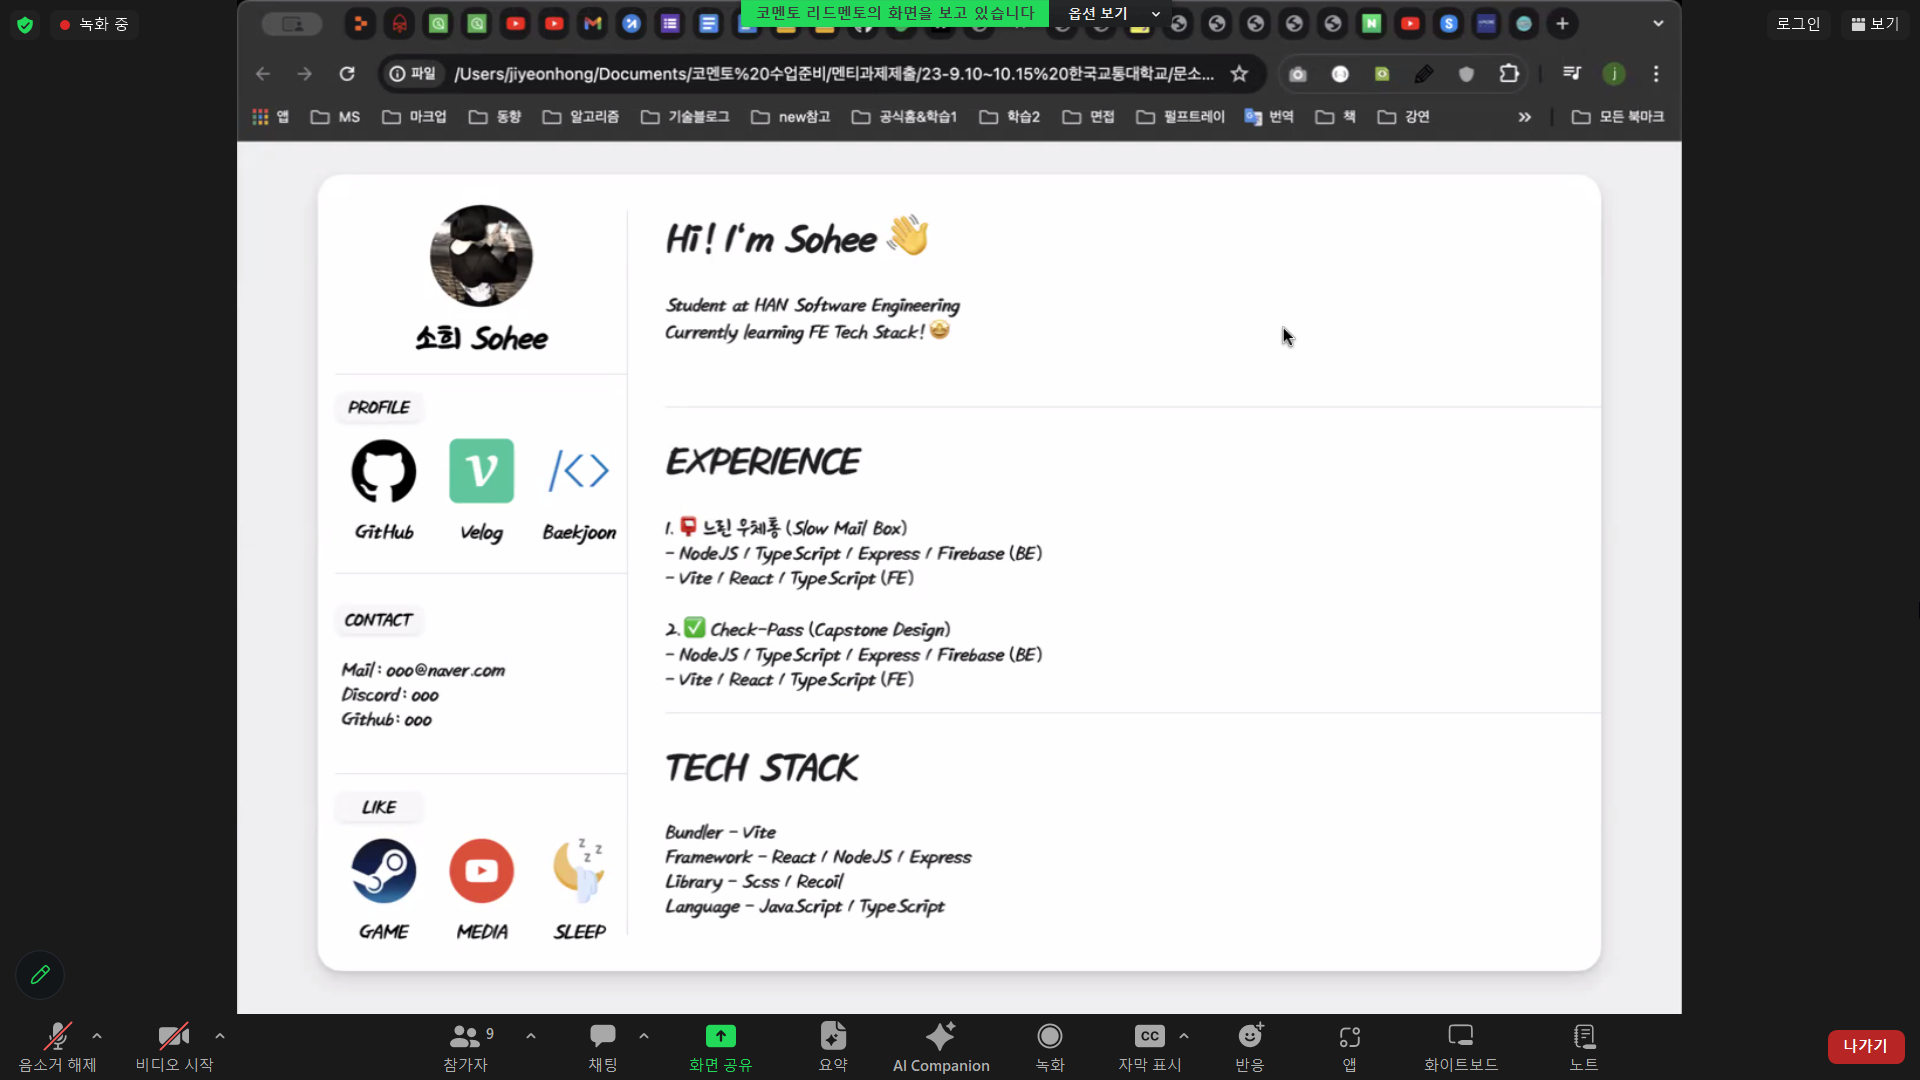 녹화 중
코멘토 리드멘토의 화면을 보고 있습니다
옵션 보기
로그인
보기
파일
/Users/jiyeonhong/Documents/코멘토%20수업준비/멘티과제제출/23-9.10~10.15%20한국교통대학교/문소...
j
앱 MS 마크업 동향 알고리즘 기술블로그 new참고 공식홈&학습1 학습2 면접 펄프트레이 번역 책 강연 » 모든 북마크
소희 Sohee
PROFILE
GitHub Velog Baekjoon
CONTACT
Mail : ooo@naver.com
Discord : ooo
Github : ooo
LIKE
GAME MEDIA SLEEP
Hi! I'm Sohee 👋
Student at HAN Software Engineering
Currently learning FE Tech Stack! 🤩
EXPERIENCE
1. 📮 느린 우체통 (Slow Mail Box)
- NodeJS / TypeScript / Express / Firebase (BE)
- Vite / React / TypeScript (FE)
2. ✅ Check-Pass (Capstone Design)
- NodeJS / TypeScript / Express / Firebase (BE)
- Vite / React / TypeScript (FE)
TECH STACK
Bundler - Vite
Framework - React / NodeJS / Express
Library - Scss / Recoil
Language - JavaScript / TypeScript
음소거 해제
비디오 시작
9
참가자
채팅
화면 공유
요약
AI Companion
녹화
CC
자막 표시
반응
앱
화이트보드
노트
나가기